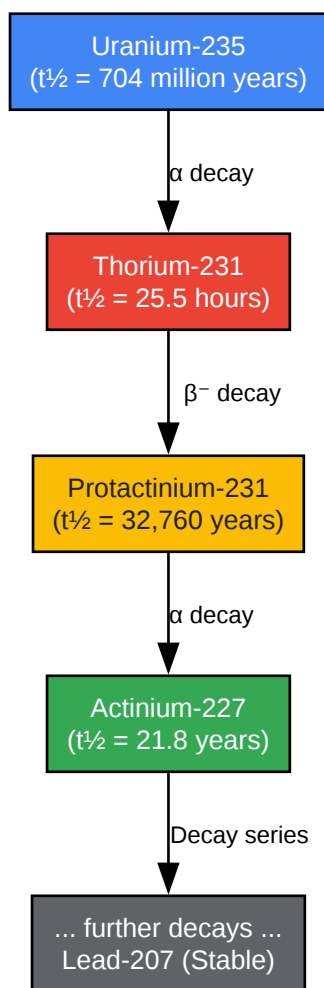 Uranium-235
(t½ = 704 million years)
α decay
Thorium-231
(t½ = 25.5 hours)
β⁻ decay
Protactinium-231
(t½ = 32,760 years)
α decay
Actinium-227
(t½ = 21.8 years)
Decay series
... further decays ...
Lead-207 (Stable)